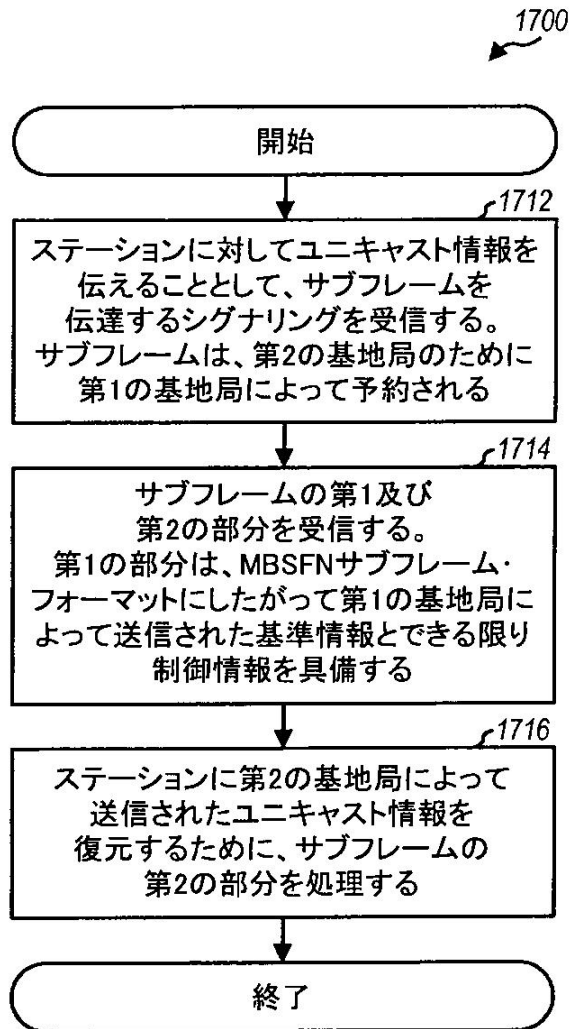 1700
開始
1712
ステーションに対してユニキャスト情報を
伝えることとして、サブフレームを
伝達するシグナリングを受信する。
サブフレームは、第2の基地局のために
第1の基地局によって予約される
1714
サブフレームの第1及び
第2の部分を受信する。
第1の部分は、MBSFNサブフレーム・
フォーマットにしたがって第1の基地局に
よって送信された基準情報とできる限り
制御情報を具備する
1716
ステーションに第2の基地局によって
送信されたユニキャスト情報を
復元するために、サブフレームの
第2の部分を処理する
終了